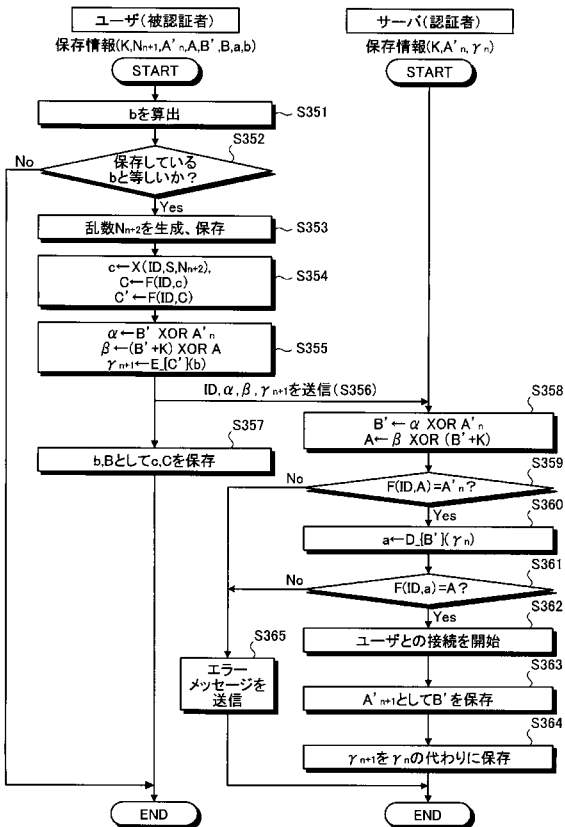 ユーザ(被認証者)
保存情報(K,Nn+1,A'n,A,B',B,a,b)
START
bを算出
S351
S352
保存している
bと等しいか?
No
Yes
乱数Nn+2を生成、保存
S353
c←X(ID,S,Nn+2),
C←F(ID,c)
C'←F(ID,C)
S354
α←B' XOR A'n
β←(B'+K) XOR A
γn+1←E_[C'](b)
S355
ID,α,β,γn+1を送信(S356)
S357
b,Bとしてc,Cを保存
END
サーバ(認証者)
保存情報(K,A'n,γn)
START
S358
B'←α XOR A'n
A←β XOR (B'+K)
S359
F(ID,A)=A'n?
No
Yes
S360
a←D_{B'}(γn)
S361
F(ID,a)=A?
No
Yes
S362
ユーザとの接続を開始
S363
A'n+1としてB'を保存
S364
γn+1をγnの代わりに保存
S365
エラー
メッセージを
送信
END